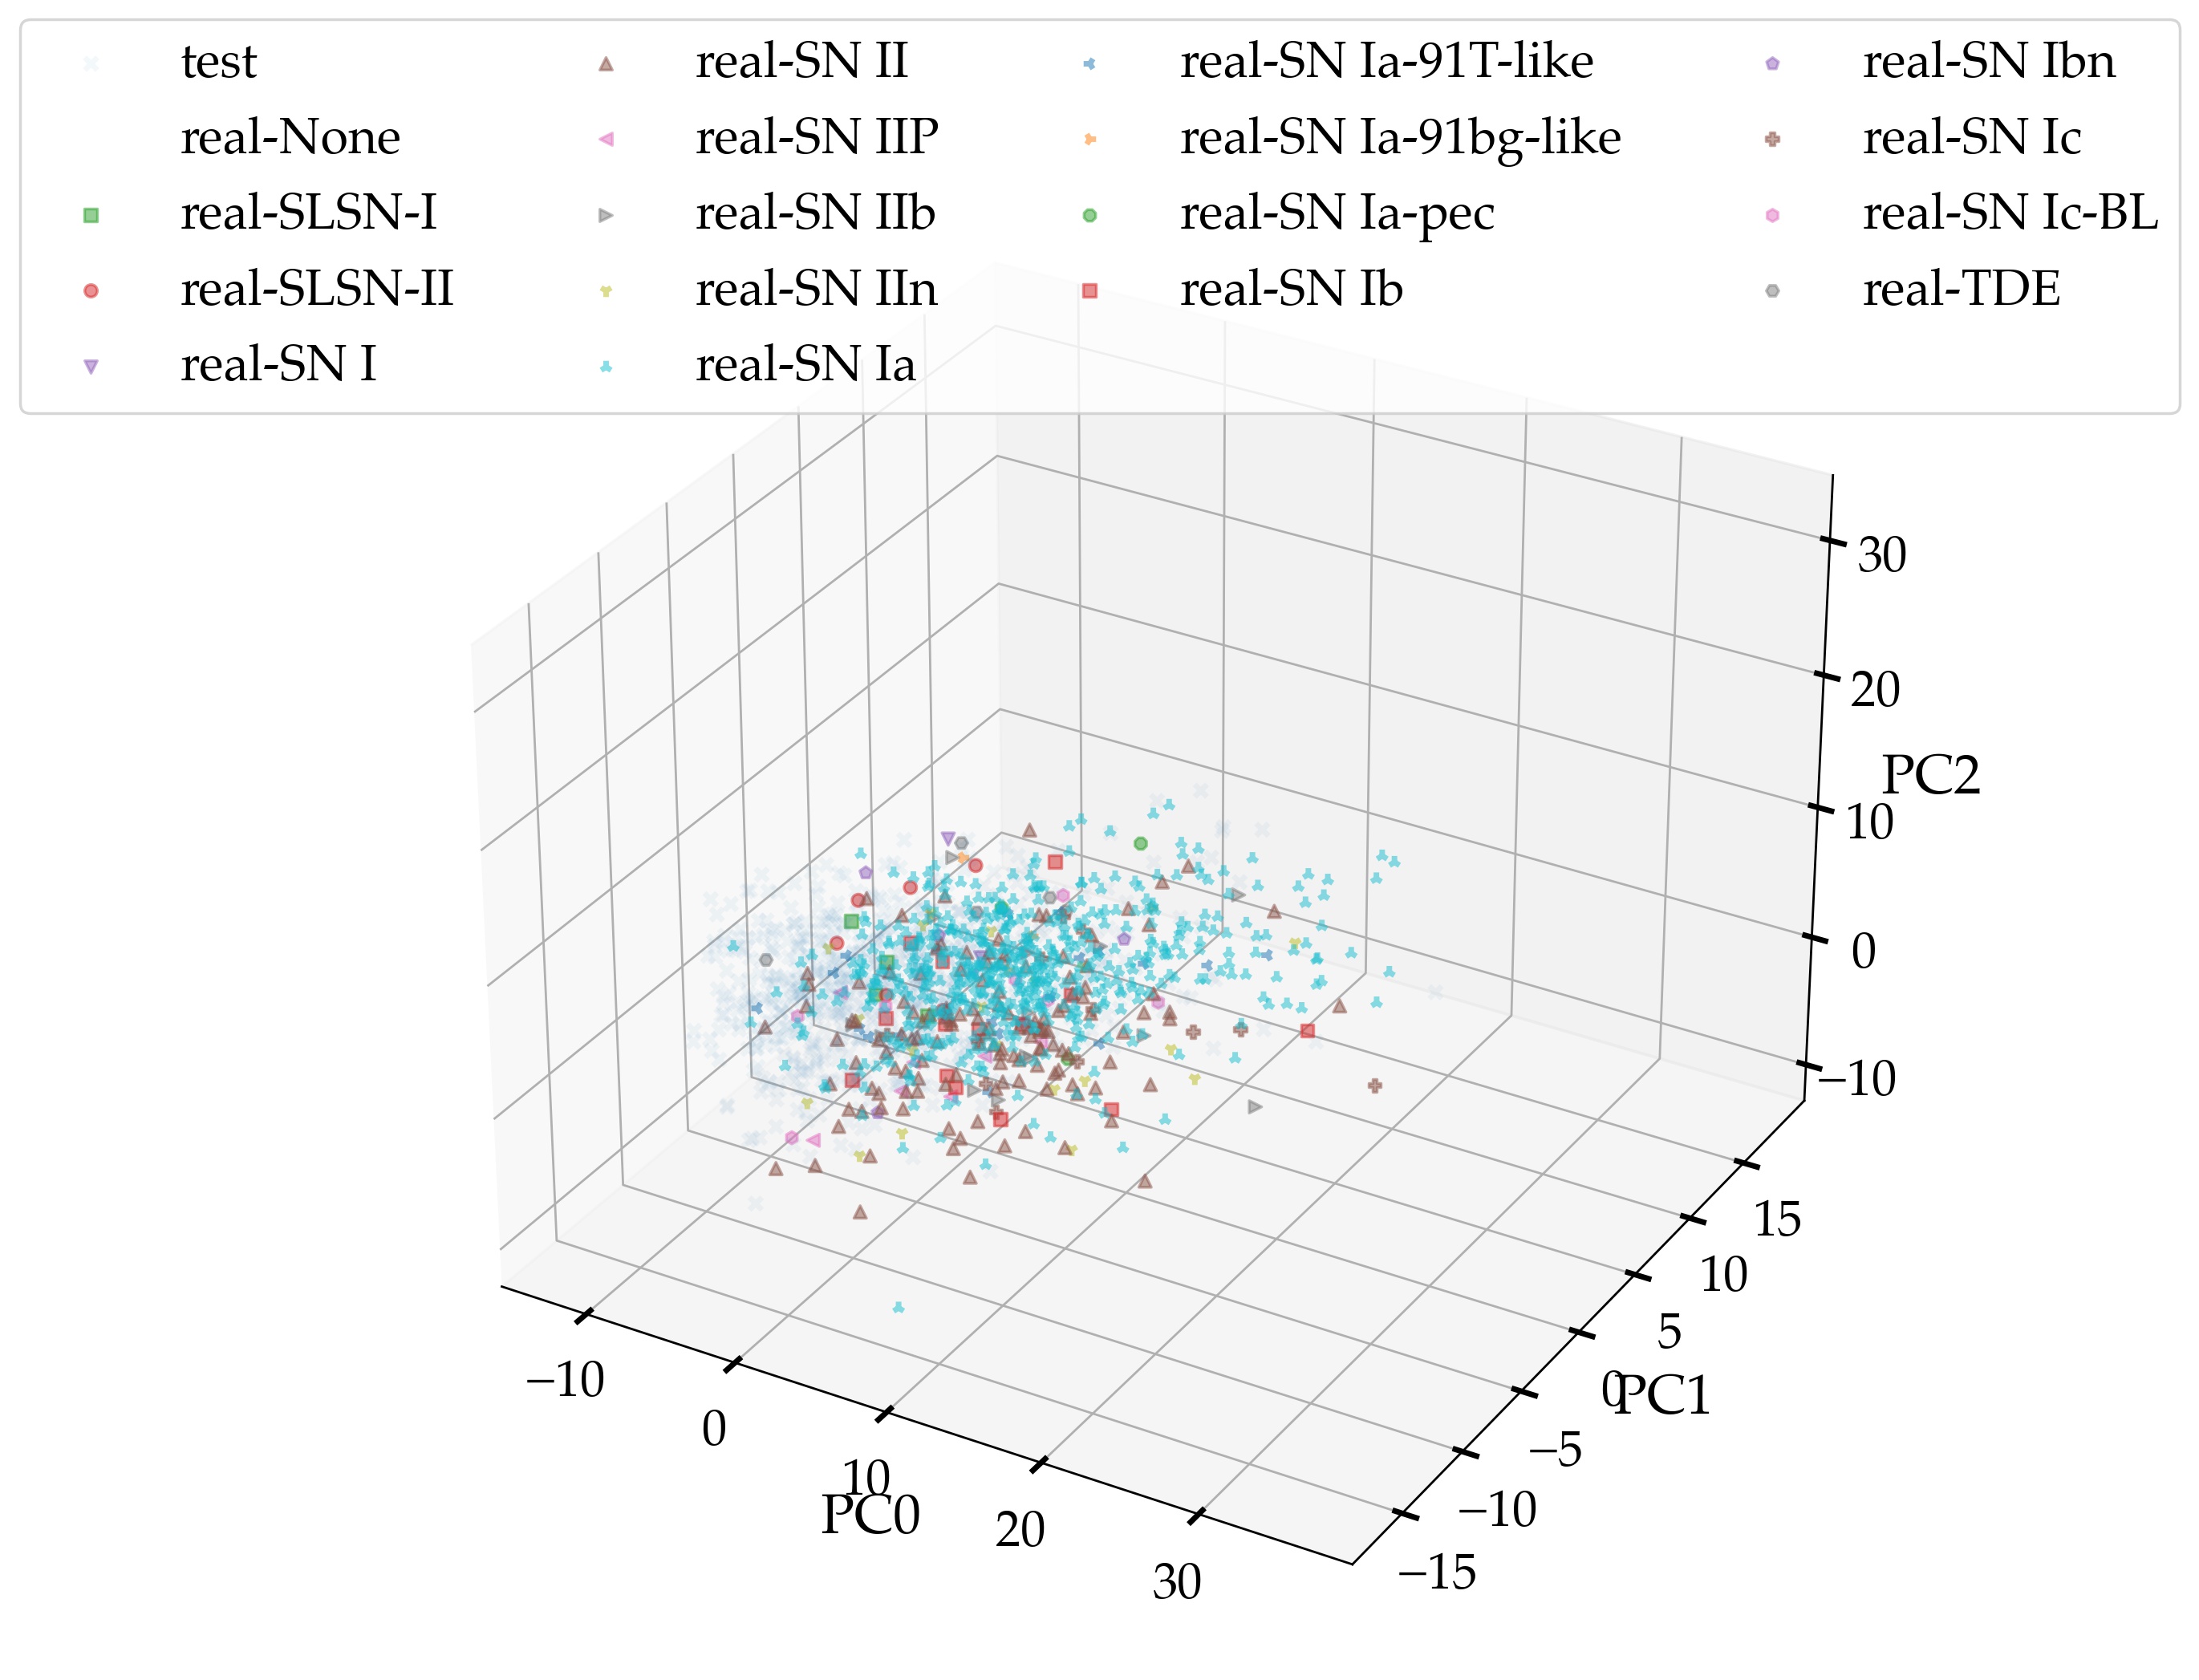 test
real-None
real-SLSN-I
real-SLSN-II
real-SN I
real-SN II
real-SN IIP
real-SN IIb
real-SN IIn
real-SN Ia
real-SN Ia-91T-like
real-SN Ia-91bg-like
real-SN Ia-pec
real-SN Ib
real-SN Ibn
real-SN Ic
real-SN Ic-BL
real-TDE
30
20
PC2
10
0
−10
15
10
5
0
PC1
−5
−10
−15
−10
0
10
PC0
20
30